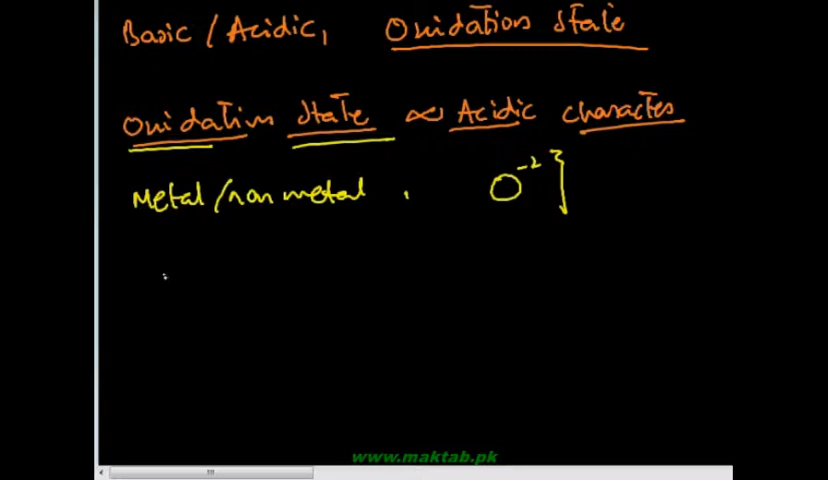 Basic / Acidic, Oxidation State
Oxidation State ∝ Acidic character
Metal/non metal , O⁻² ]
www.maktab.pk